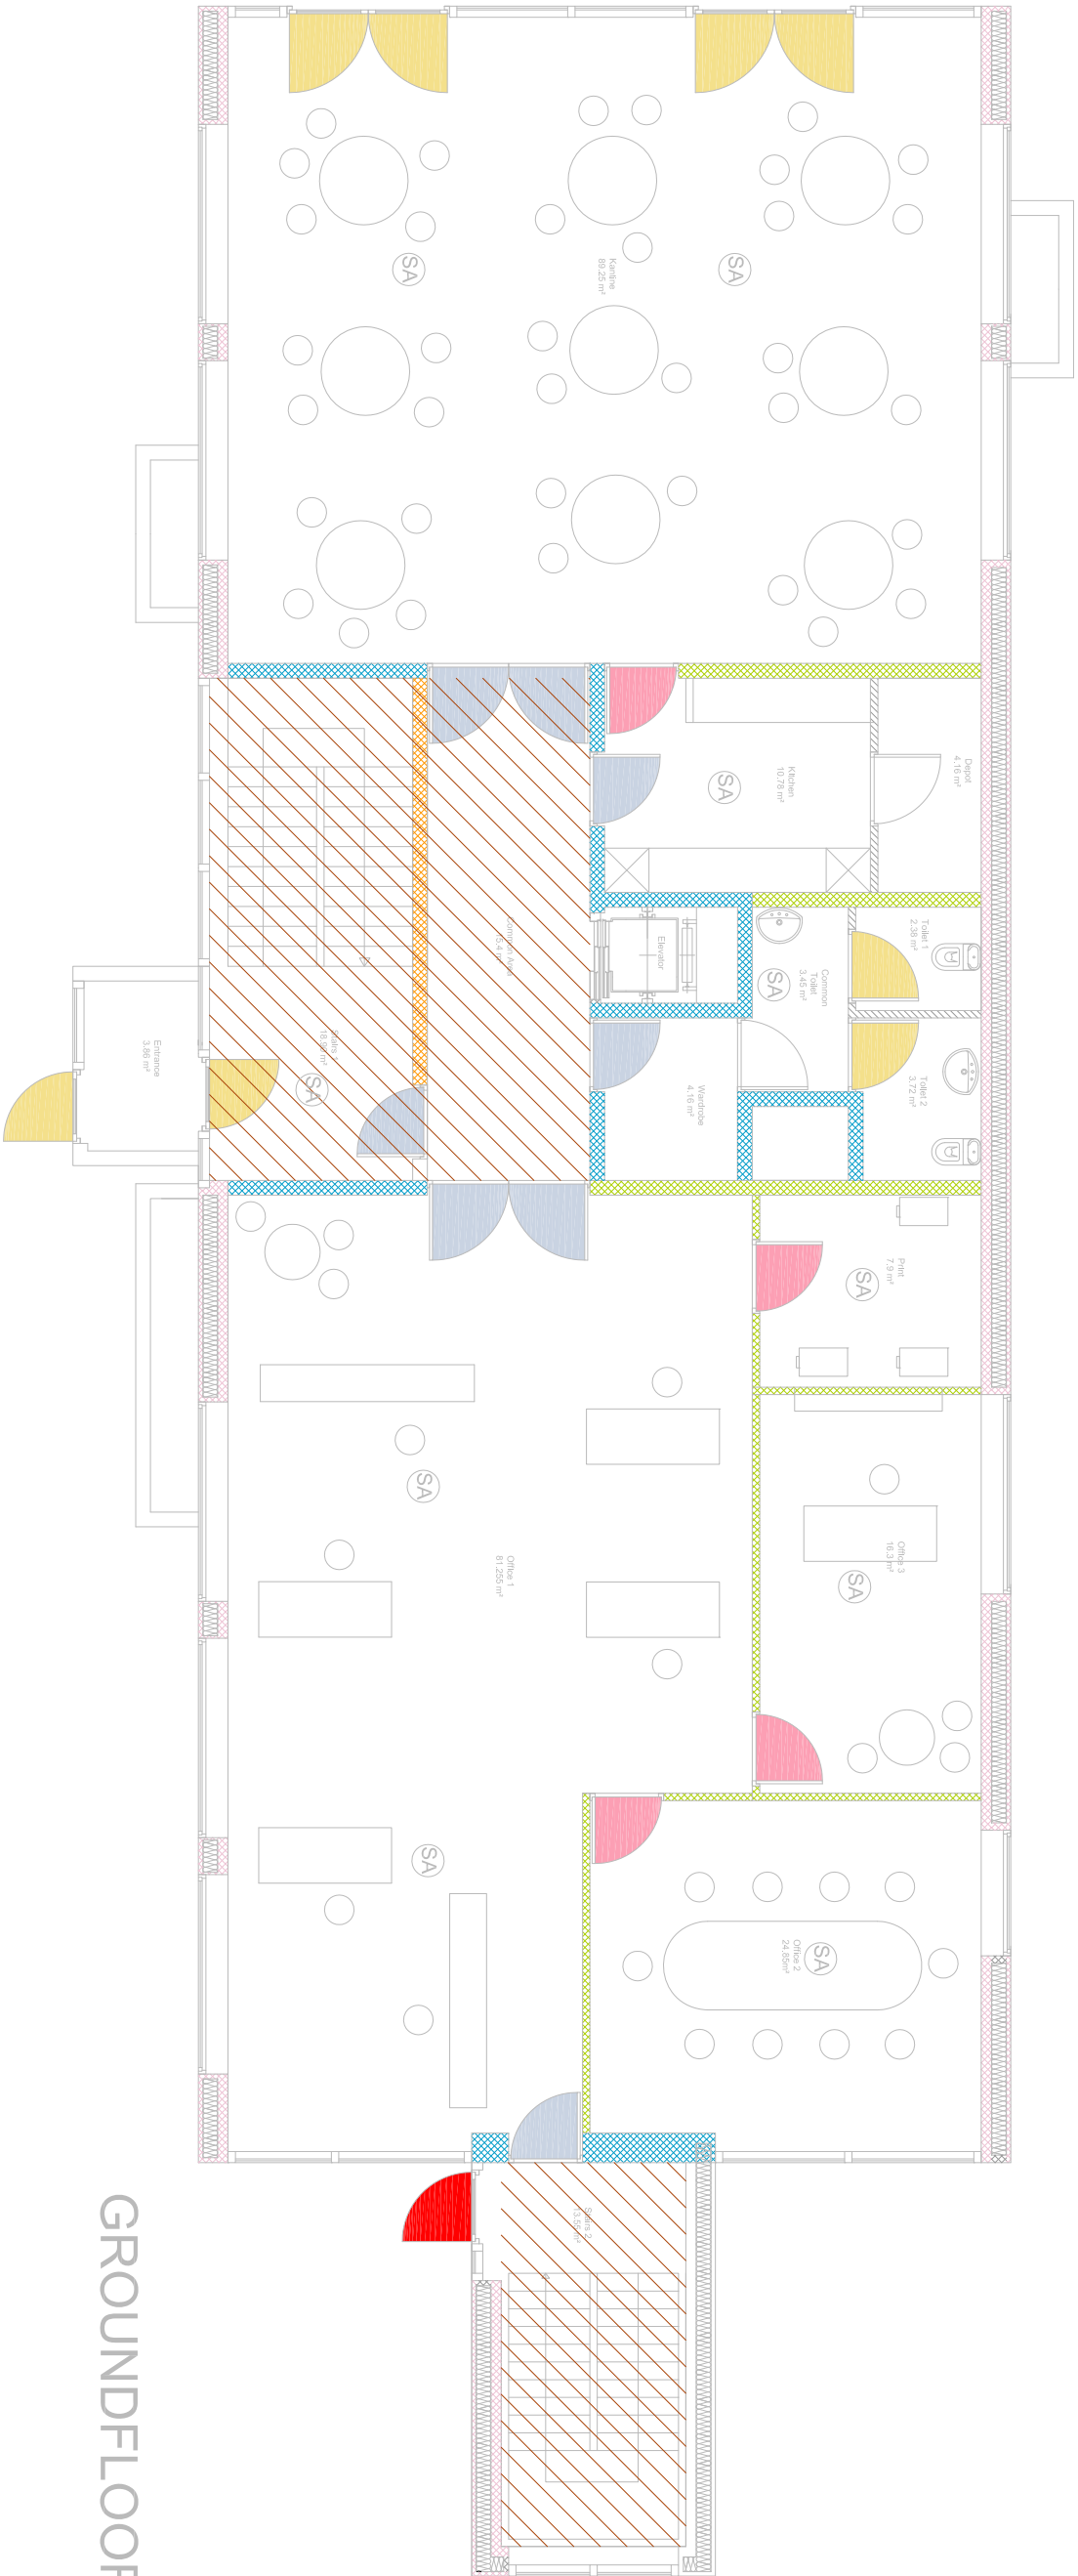 SA
SA
Kantine
89.25 m²
Depot
4.16 m²
Kitchen
10.78 m²
SA
Toilet 1
2.38 m²
Common
Toilet
3.45 m²
SA
Elevator
Common Area
Toilet 2
3.72 m²
Wardrobe
4.16 m²
Stairs 1
SA
Entrance
3.86 m²
Print
7.9 m²
SA
SA
Office 3
16.3 m²
SA
Office 1
81.255 m²
SA
Office 2
24.85m²
SA
Stairs 2
GROUNDFLOOR